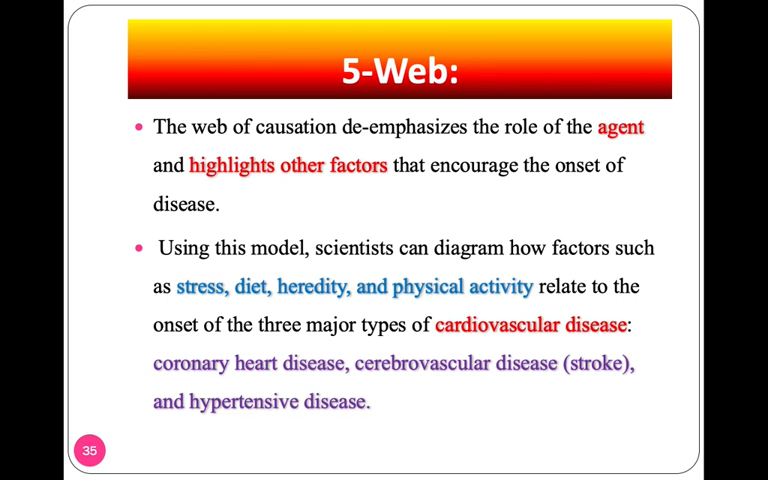 5-Web:
• The web of causation de-emphasizes the role of the agent
and highlights other factors that encourage the onset of
disease.
• Using this model, scientists can diagram how factors such
as stress, diet, heredity, and physical activity relate to the
onset of the three major types of cardiovascular disease:
coronary heart disease, cerebrovascular disease (stroke),
and hypertensive disease.
35